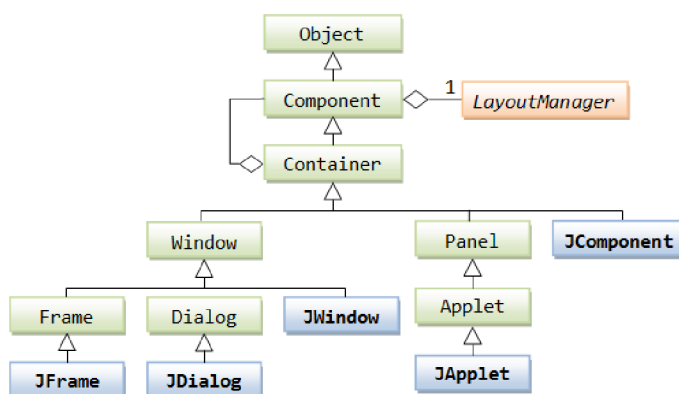 Object
Component
1
LayoutManager
Container
Window
Panel
JComponent
Frame
Dialog
JWindow
Applet
JFrame
JDialog
JApplet